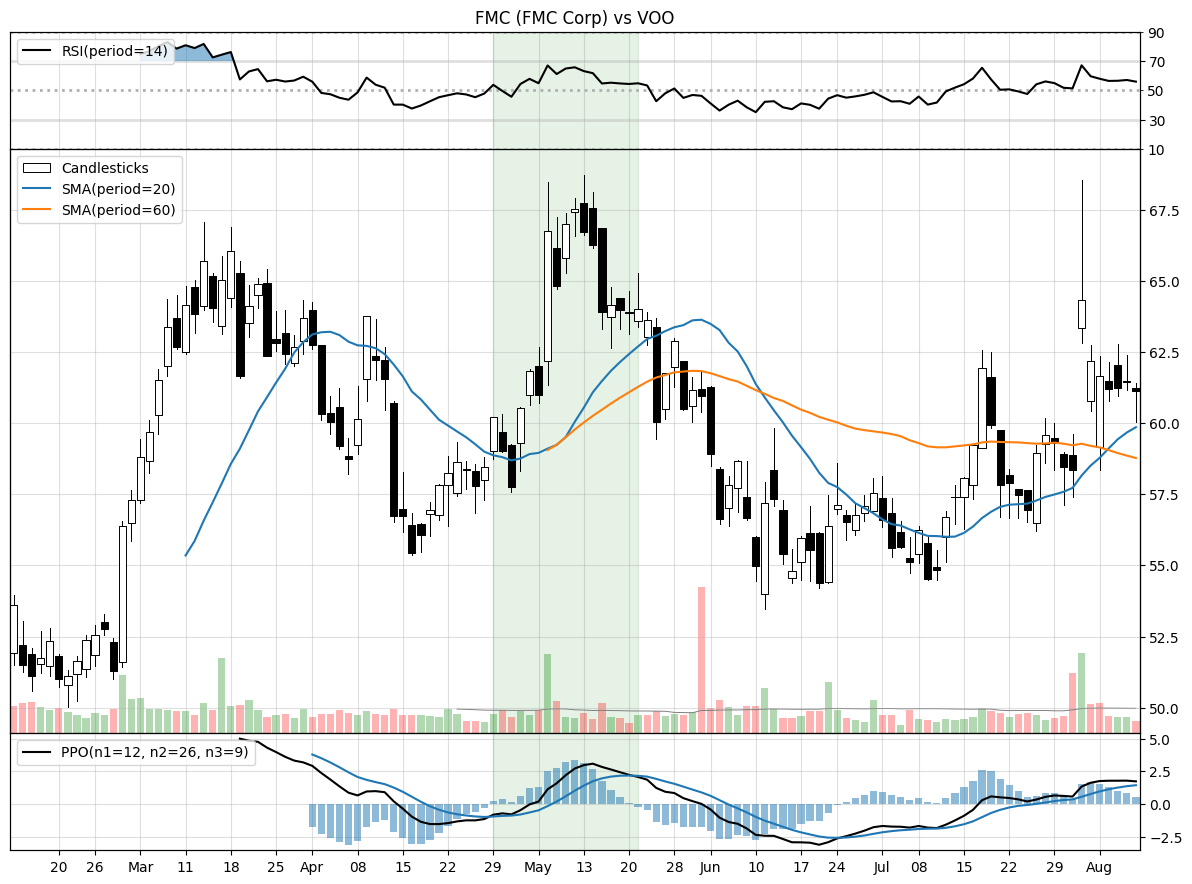 FMC (FMC Corp) vs VOO
RSI(period=14)
90
70
50
30
10
Candlesticks
SMA(period=20)
SMA(period=60)
67.5
65.0
62.5
60.0
57.5
55.0
52.5
50.0
PPO(n1=12, n2=26, n3=9)
5.0
2.5
0.0
−2.5
20 26 Mar 11 18 25 Apr 08 15 22 29 May 13 20 28 Jun 10 17 24 Jul 08 15 22 29 Aug